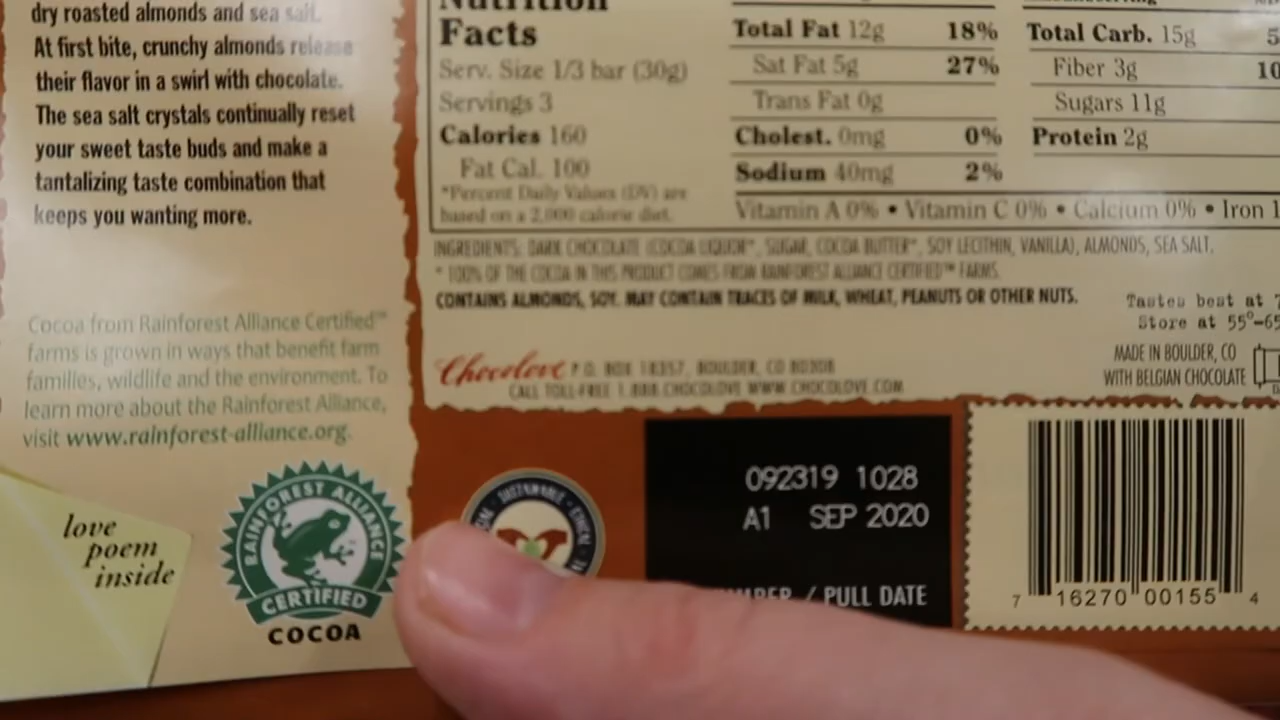 dry roasted almonds and sea salt.
At first bite, crunchy almonds release
their flavor in a swirl with chocolate.
The sea salt crystals continually reset
your sweet taste buds and make a
tantalizing taste combination that
keeps you wanting more.
Cocoa from Rainforest Alliance Certified™
farms is grown in ways that benefit farm
families, wildlife and the environment. To
learn more about the Rainforest Alliance,
visit www.rainforest-alliance.org.
love
poem
inside
RAINFOREST ALLIANCE
CERTIFIED
COCOA
Nutrition
Facts
Serv. Size 1/3 bar (30g)
Servings 3
Calories 160
Fat Cal. 100
*Percent Daily Values (DV) are
based on a 2,000 calorie diet.
Total Fat 12g 18%
Sat Fat 5g 27%
Trans Fat 0g
Cholest. 0mg 0%
Sodium 40mg 2%
Total Carb. 15g 5
Fiber 3g 10
Sugars 11g
Protein 2g
Vitamin A 0% • Vitamin C 0% • Calcium 0% • Iron 1
INGREDIENTS: DARK CHOCOLATE (COCOA LIQUOR*, SUGAR, COCOA BUTTER*, SOY LECITHIN, VANILLA), ALMONDS, SEA SALT.
* 100% OF THE COCOA IN THIS PRODUCT COMES FROM RAINFOREST ALLIANCE CERTIFIED™ FARMS.
CONTAINS ALMONDS, SOY. MAY CONTAIN TRACES OF MILK, WHEAT, PEANUTS OR OTHER NUTS.
Tastes best at 7
Store at 55°-65
Chocolove P.O. BOX 18357, BOULDER, CO 80308
CALL TOLL-FREE 1.888.CHOCOLOVE WWW.CHOCOLOVE.COM
MADE IN BOULDER, CO
WITH BELGIAN CHOCOLATE
SUSTAINABLE • ETHICAL
092319 1028
A1 SEP 2020
/ PULL DATE
7 16270 00155 4